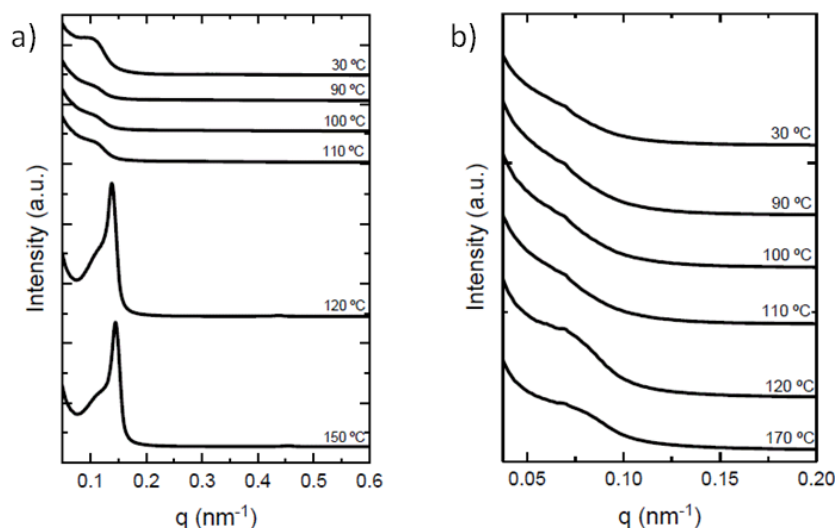 a)
Intensity (a.u.)
30 ºC
90 ºC
100 ºC
110 ºC
120 ºC
150 ºC
0.1 0.2 0.3 0.4 0.5 0.6
q (nm⁻¹)
b)
Intensity (a.u.)
30 ºC
90 ºC
100 ºC
110 ºC
120 ºC
170 ºC
0.05 0.10 0.15 0.20
q (nm⁻¹)